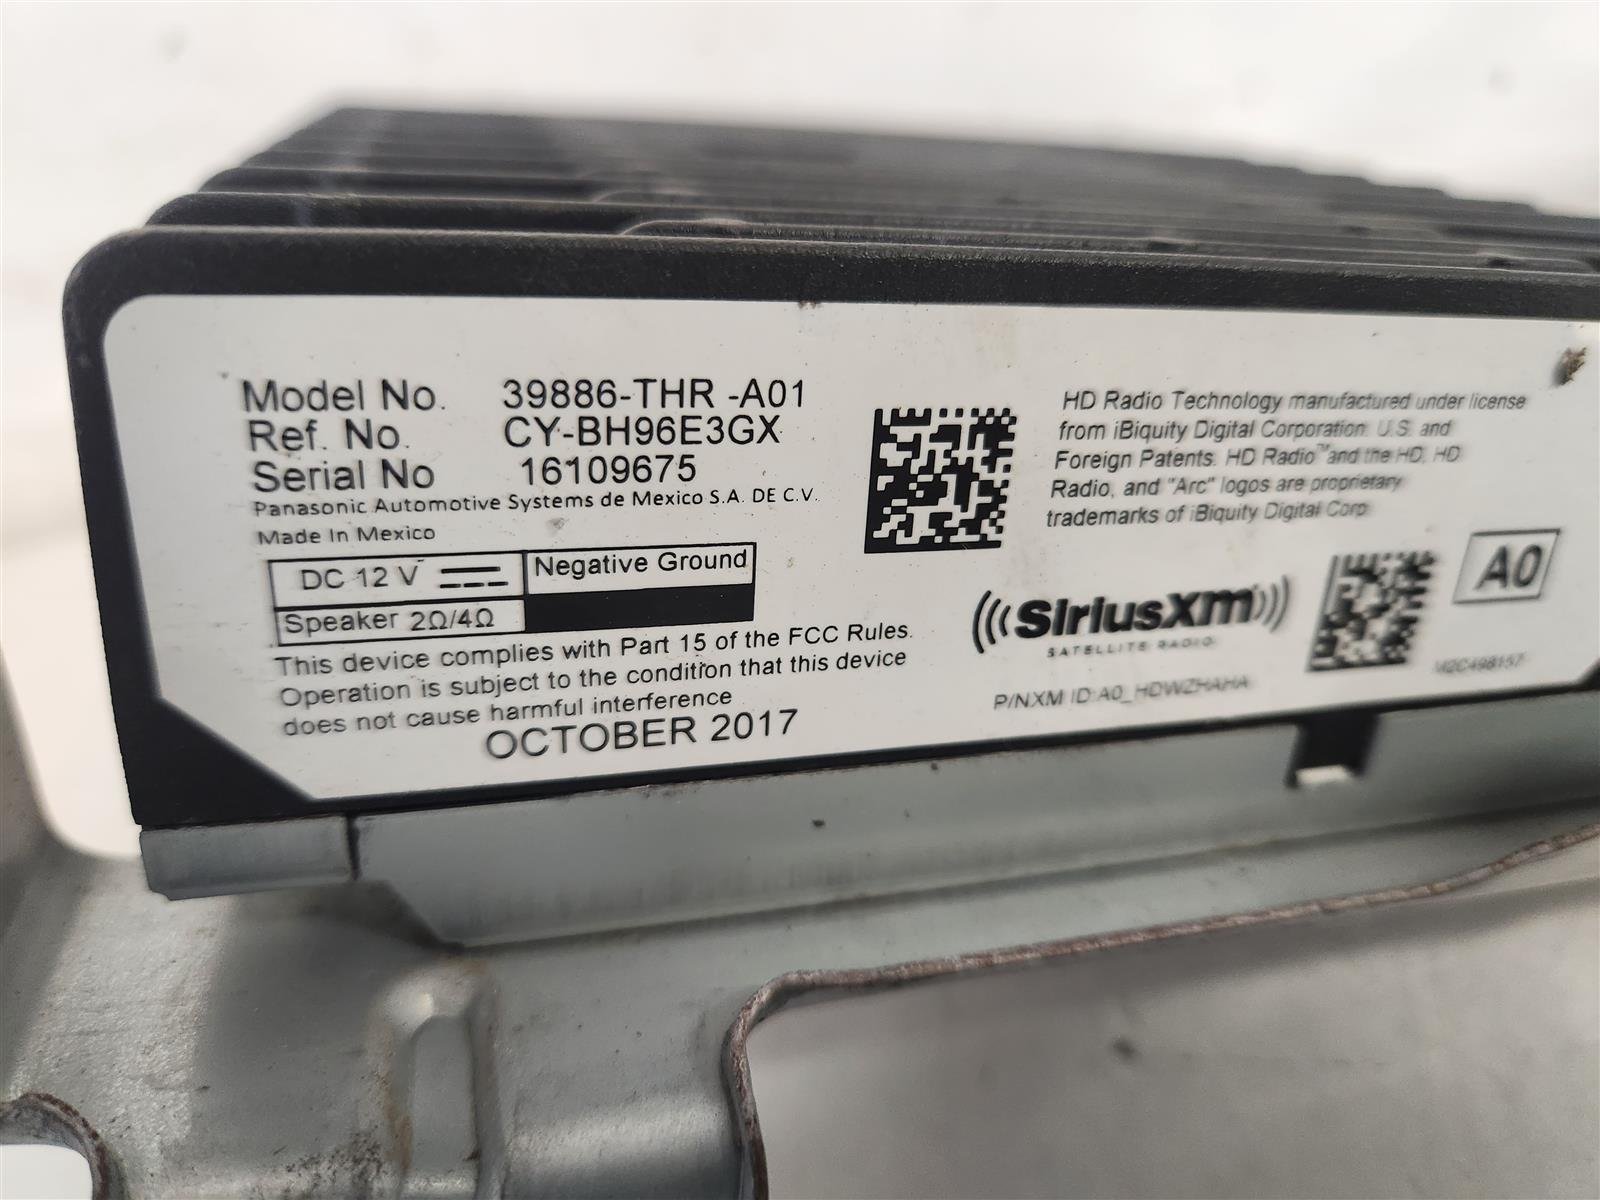 Model No. 39886-THR -A01
Ref. No. CY-BH96E3GX
Serial No 16109675
Panasonic Automotive Systems de Mexico S.A. DE C.V.
Made In Mexico
DC 12 V
Negative Ground
Speaker 2Ω/4Ω
This device complies with Part 15 of the FCC Rules.
Operation is subject to the condition that this device
does not cause harmful interference
OCTOBER 2017
HD Radio Technology manufactured under license
from iBiquity Digital Corporation. U.S. and
Foreign Patents. HD Radio™ and the HD, HD
Radio, and "Arc" logos are proprietary
trademarks of iBiquity Digital Corp.
SiriusXM
SATELLITE RADIO
A0
P/NXM ID:A0_HDWZHAHA